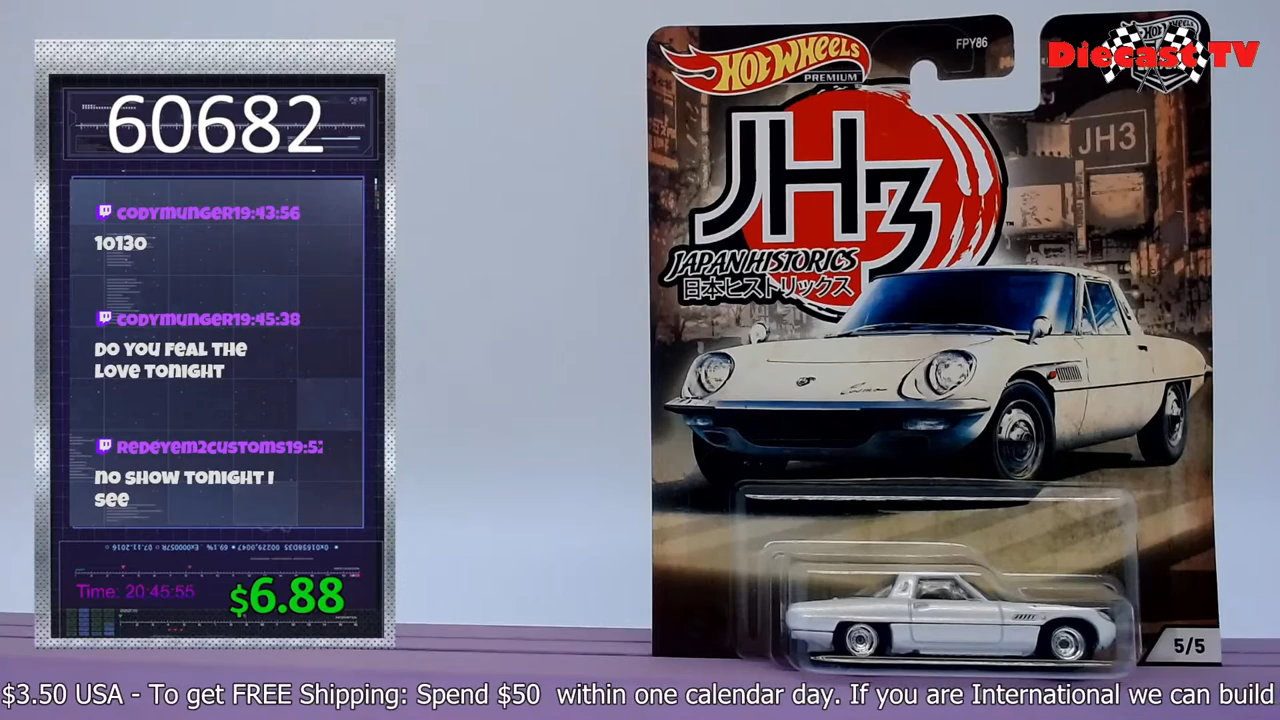 60682
codymunger19:43:56
10130
codymunger19:45:38
DO YOU FEAL THE
LOVE TONIGHT
Redeyem2customs19:52
no SHOW TONIGHT I
see
Time: 20:45:55
$6.88
HOT WHEELS
PREMIUM
FPY86
Diecast TV
JH3
JH3
™
JAPAN HISTORICS
日本ヒストリックス
5/5
$3.50 USA - To get FREE Shipping: Spend $50 within one calendar day. If you are International we can build